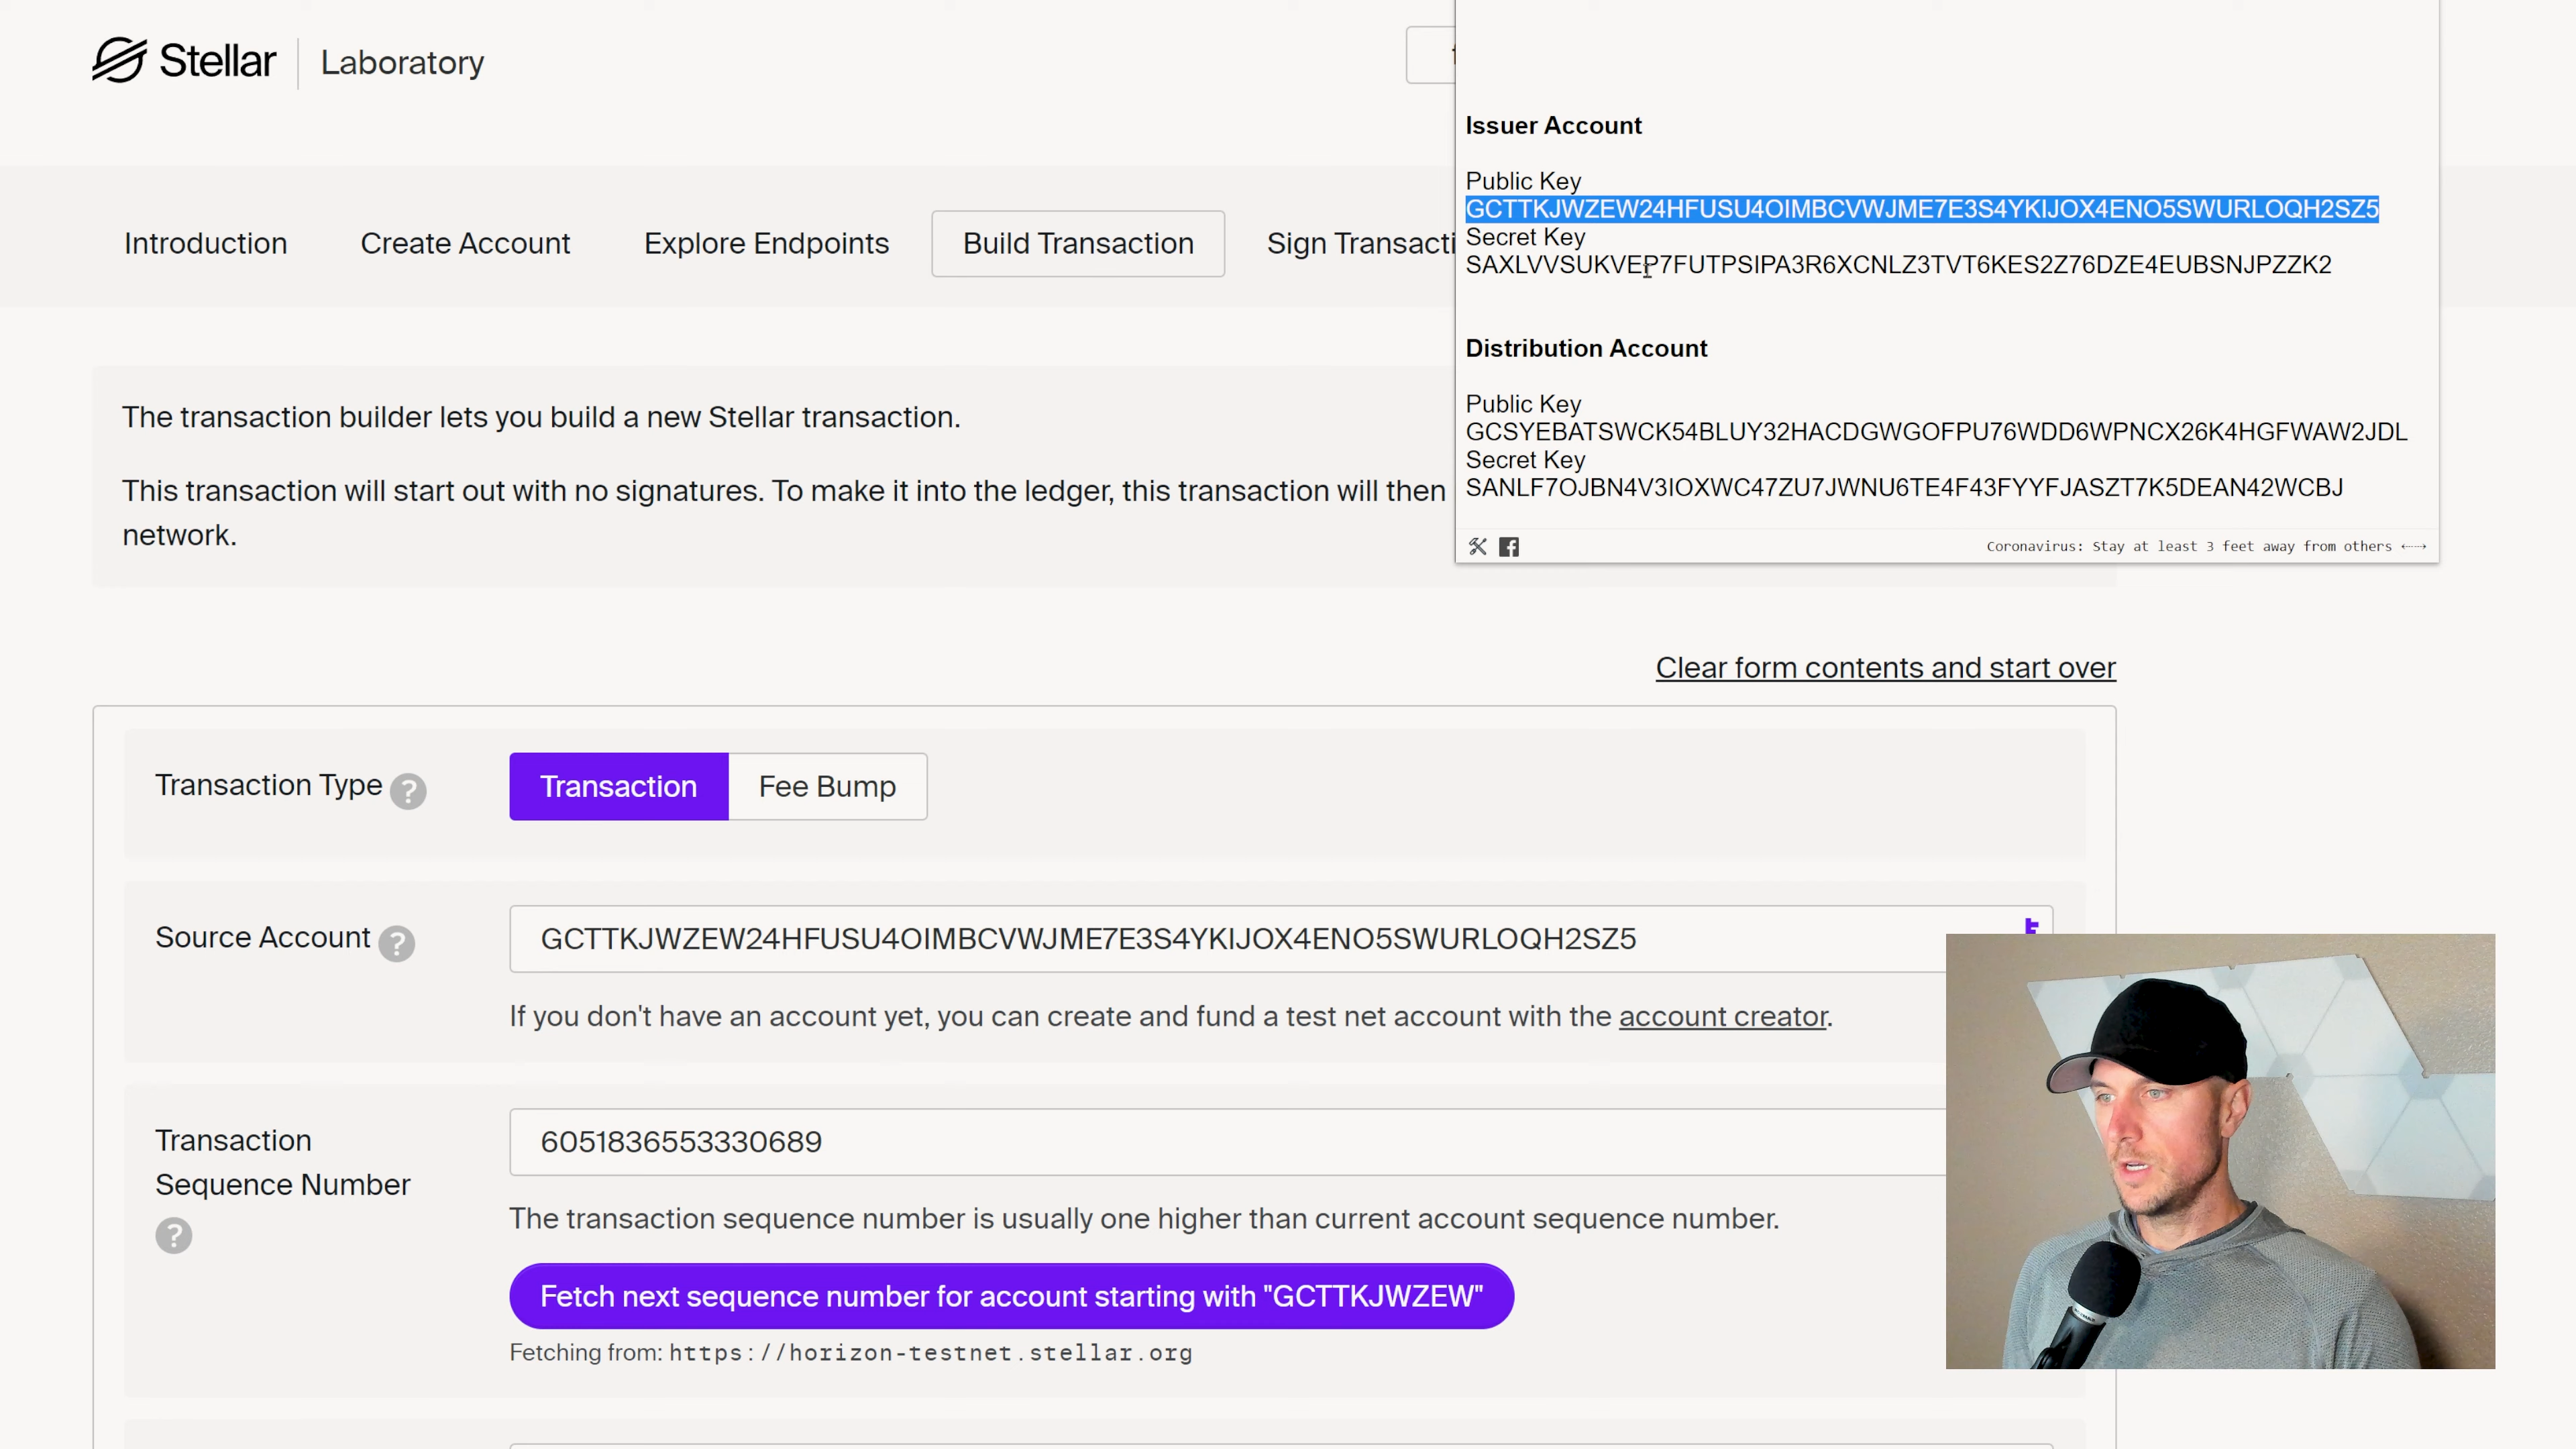 Stellar
Laboratory
Introduction
Create Account
Explore Endpoints
Build Transaction
Sign Transacti
The transaction builder lets you build a new Stellar transaction.
This transaction will start out with no signatures. To make it into the ledger, this transaction will then
network.
Issuer Account
Public Key
GCTTKJWZEW24HFUSU4OIMBCVWJME7E3S4YKIJOX4ENO5SWURLOQH2SZ5
Secret Key
SAXLVVSUKVEP7FUTPSIPA3R6XCNLZ3TVT6KES2Z76DZE4EUBSNJPZZK2
Distribution Account
Public Key
GCSYEBATSWCK54BLUY32HACDGWGOFPU76WDD6WPNCX26K4HGFWAW2JDL
Secret Key
SANLF7OJBN4V3IOXWC47ZU7JWNU6TE4F43FYYFJASZT7K5DEAN42WCBJ
Coronavirus: Stay at least 3 feet away from others ←—→
Clear form contents and start over
Transaction Type ?
Transaction
Fee Bump
Source Account ?
GCTTKJWZEW24HFUSU4OIMBCVWJME7E3S4YKIJOX4ENO5SWURLOQH2SZ5
If you don't have an account yet, you can create and fund a test net account with the account creator.
Transaction
Sequence Number
?
6051836553330689
The transaction sequence number is usually one higher than current account sequence number.
Fetch next sequence number for account starting with "GCTTKJWZEW"
Fetching from: https://horizon-testnet.stellar.org